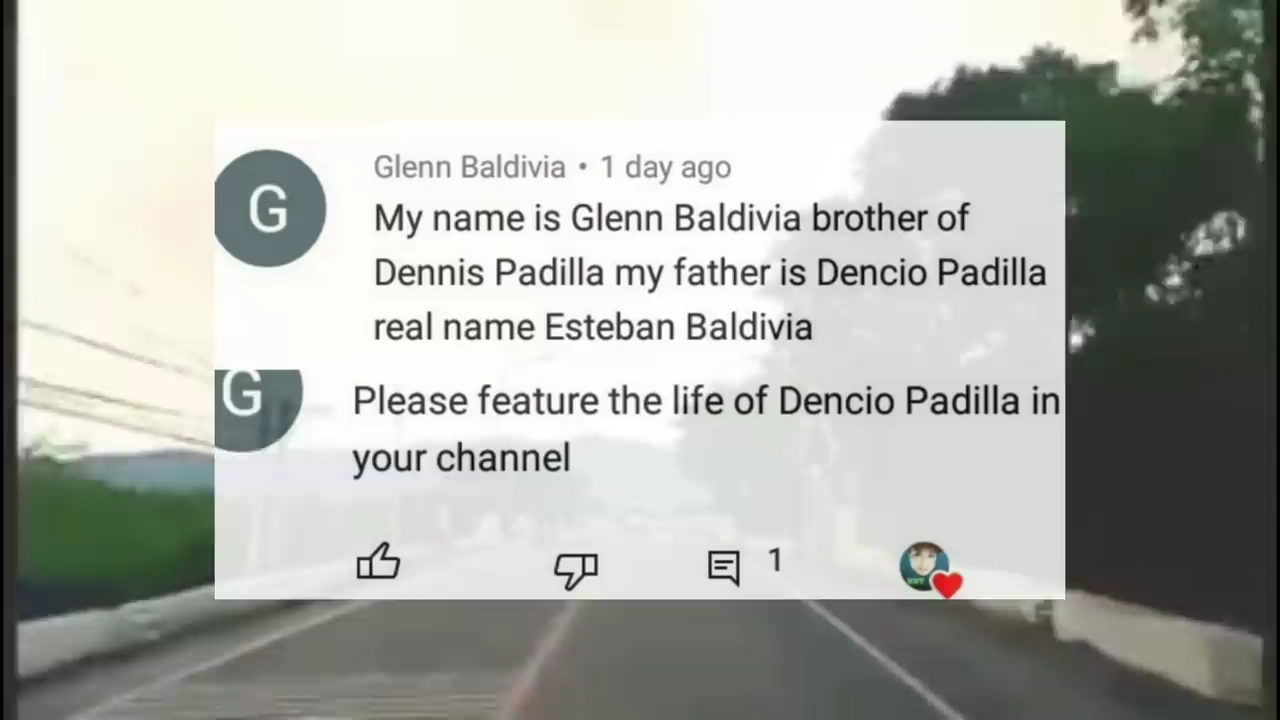 G
Glenn Baldivia • 1 day ago
My name is Glenn Baldivia brother of
Dennis Padilla my father is Dencio Padilla
real name Esteban Baldivia
G
Please feature the life of Dencio Padilla in
your channel
1